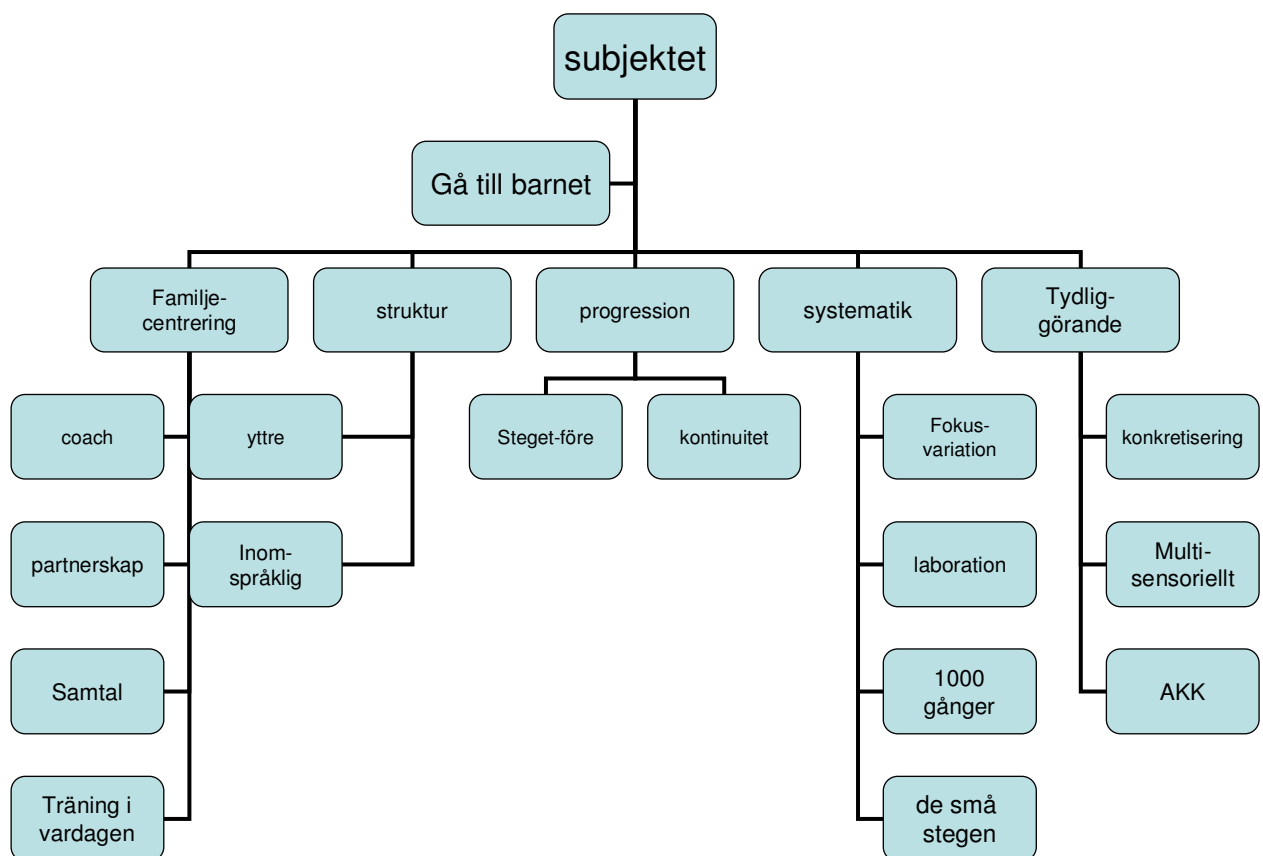 subjektet
Gå till barnet
Familje-
centrering
struktur
progression
systematik
Tydlig-
görande
coach
yttre
Steget-före
kontinuitet
Fokus-
variation
konkretisering
partnerskap
Inom-
språklig
laboration
Multi-
sensoriellt
Samtal
1000
gånger
AKK
Träning i
vardagen
de små
stegen